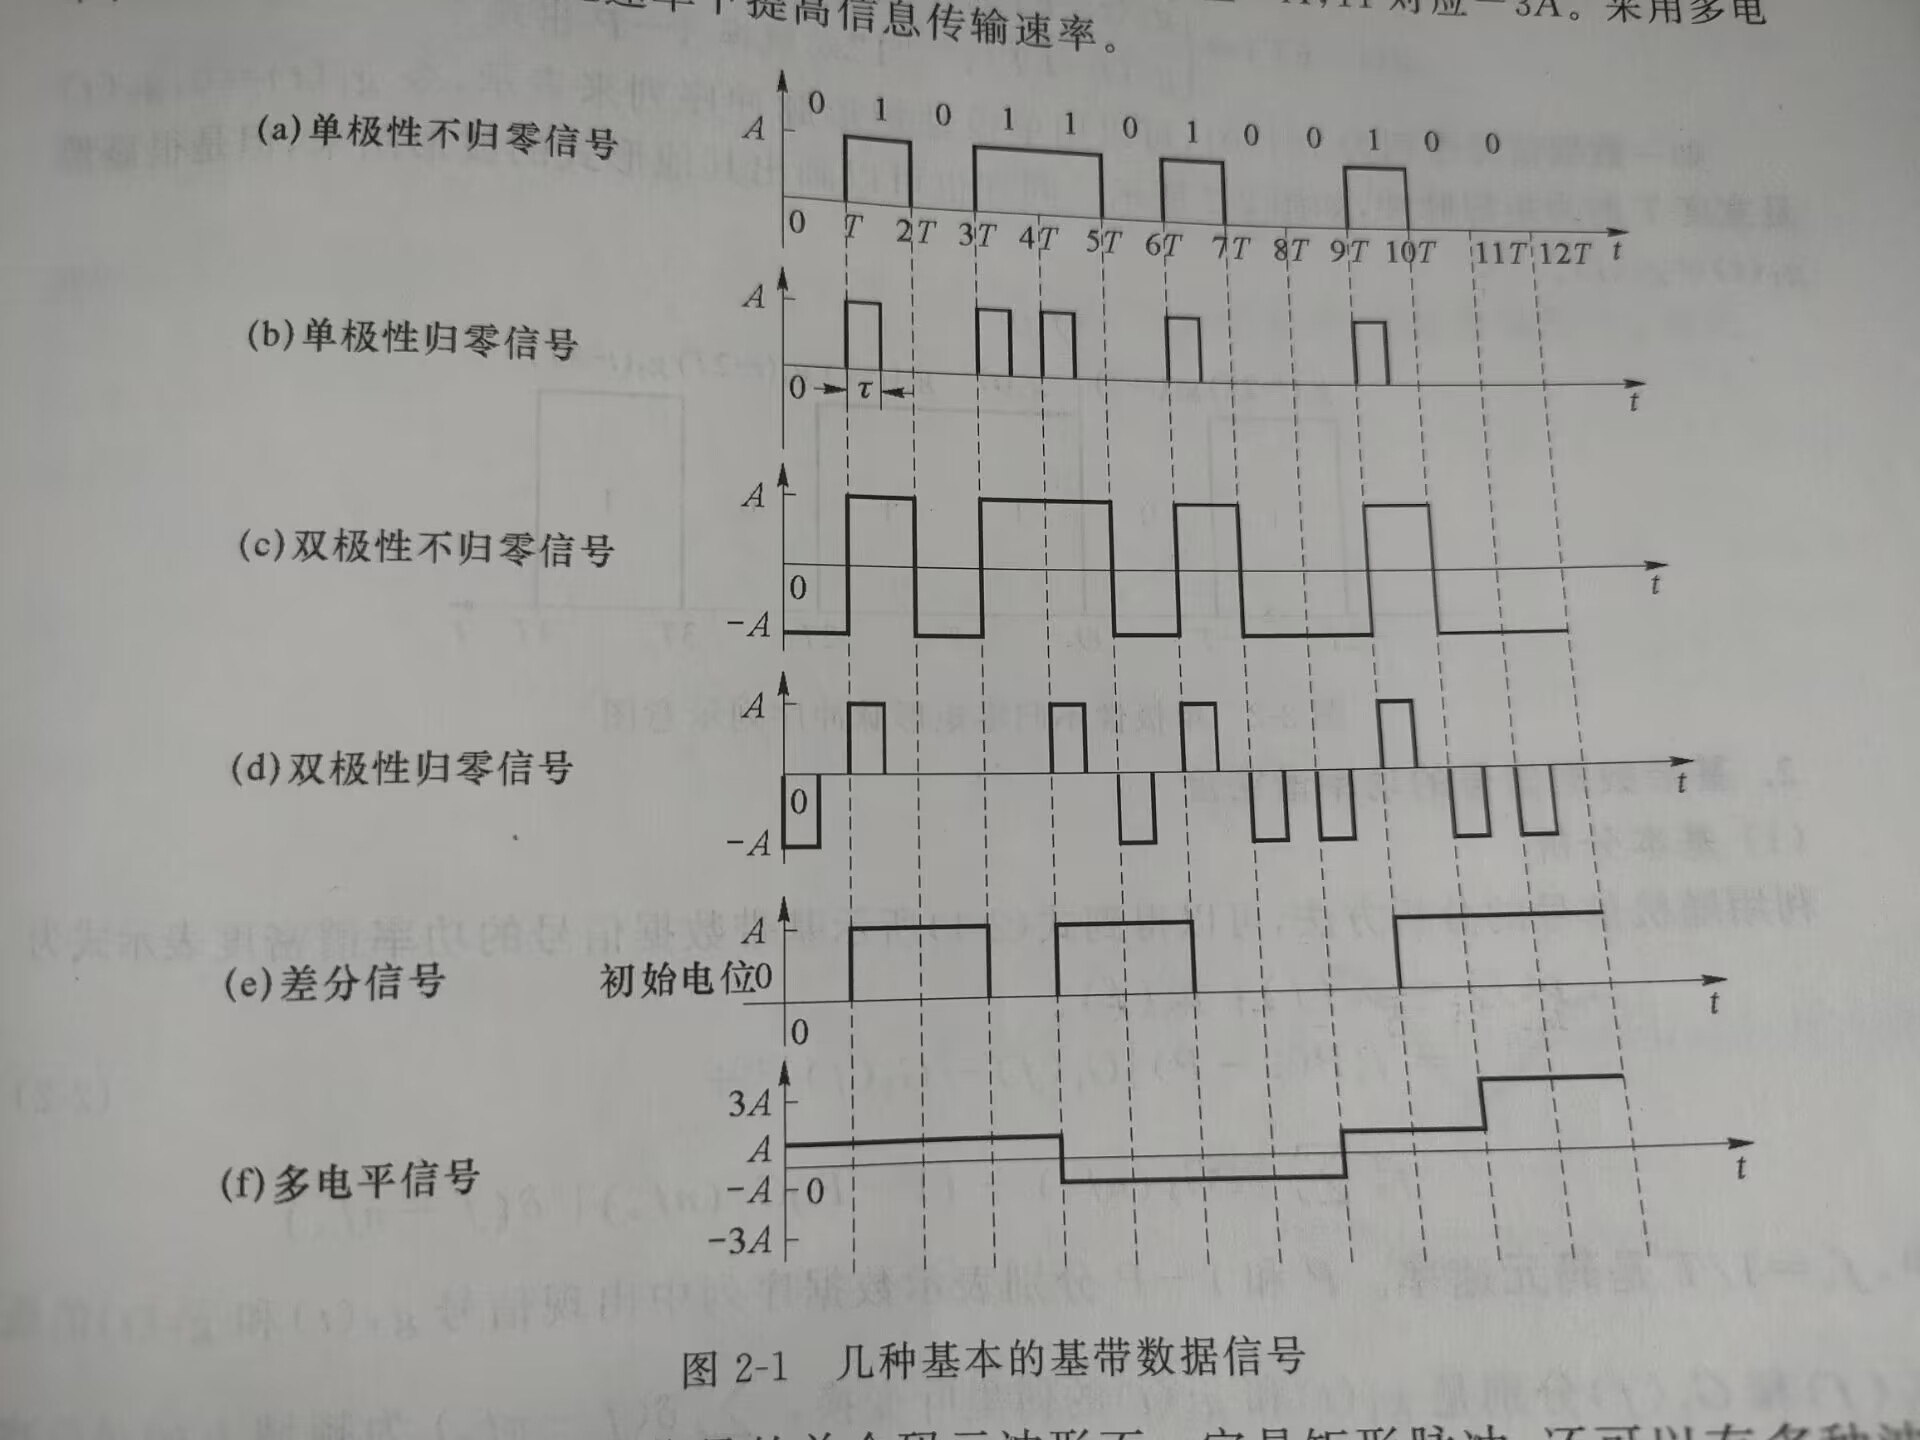 速率下提高信息传输速率。
对应-3A。采用多电
(a)单极性不归零信号
A
0 1 0 1 1 0 1 0 0 1 0 0
0 T 2T 3T 4T 5T 6T 7T 8T 9T 10T 11T 12T t
(b)单极性归零信号
A
0 τ t
(c)双极性不归零信号
A
0 t
-A
(d)双极性归零信号
A
0 t
-A
(e)差分信号
A
初始电位0
0 t
(f)多电平信号
3A
A
-A 0 t
-3A
图 2-1 几种基本的基带数据信号